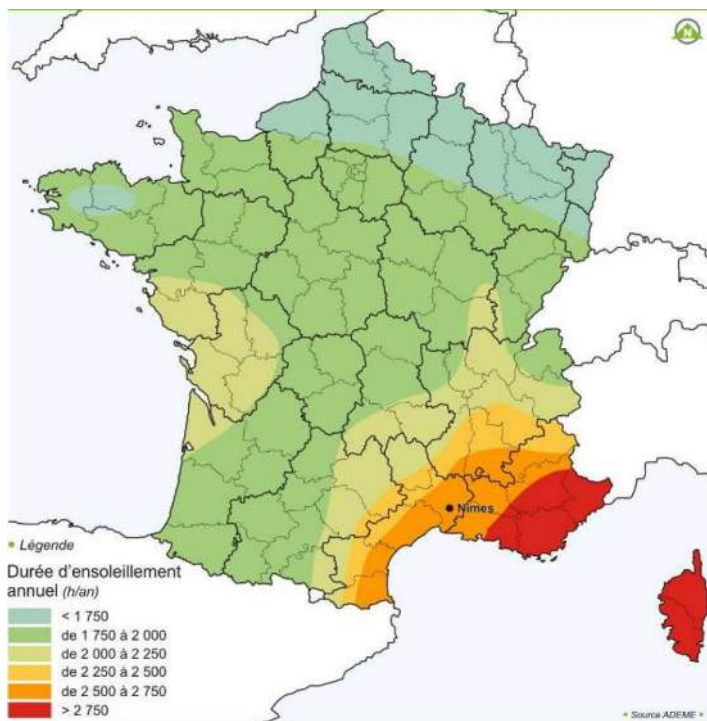 N
Nîmes
• Légende
Durée d'ensoleillement
annuel (h/an)
< 1 750
de 1 750 à 2 000
de 2 000 à 2 250
de 2 250 à 2 500
de 2 500 à 2 750
> 2 750
• Source ADEME •